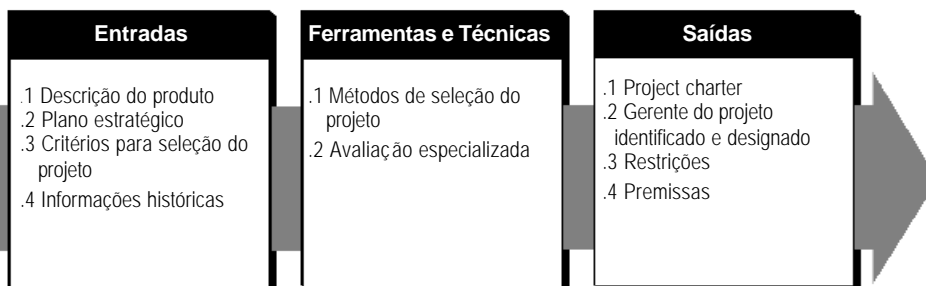 Entradas
.1 Descrição do produto
.2 Plano estratégico
.3 Critérios para seleção do
projeto
.4 Informações históricas
Ferramentas e Técnicas
.1 Métodos de seleção do
projeto
.2 Avaliação especializada
Saídas
.1 Project charter
.2 Gerente do projeto
identificado e designado
.3 Restrições
.4 Premissas